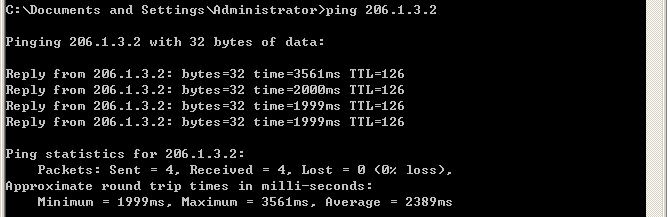 C:\Documents and Settings\Administrator>ping 206.1.3.2
Pinging 206.1.3.2 with 32 bytes of data:
Reply from 206.1.3.2: bytes=32 time=3561ms TTL=126
Reply from 206.1.3.2: bytes=32 time=2000ms TTL=126
Reply from 206.1.3.2: bytes=32 time=1999ms TTL=126
Reply from 206.1.3.2: bytes=32 time=1999ms TTL=126
Ping statistics for 206.1.3.2:
    Packets: Sent = 4, Received = 4, Lost = 0 (0% loss),
Approximate round trip times in milli-seconds:
    Minimum = 1999ms, Maximum = 3561ms, Average = 2389ms